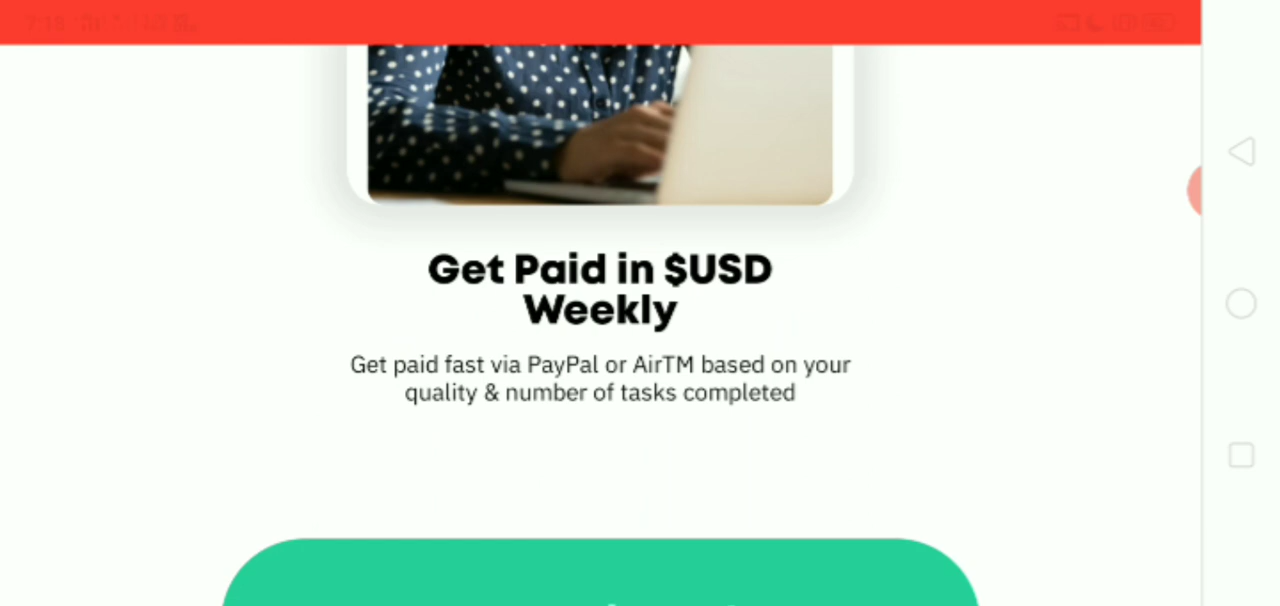 Get Paid in $USD
Weekly
Get paid fast via PayPal or AirTM based on your
quality & number of tasks completed